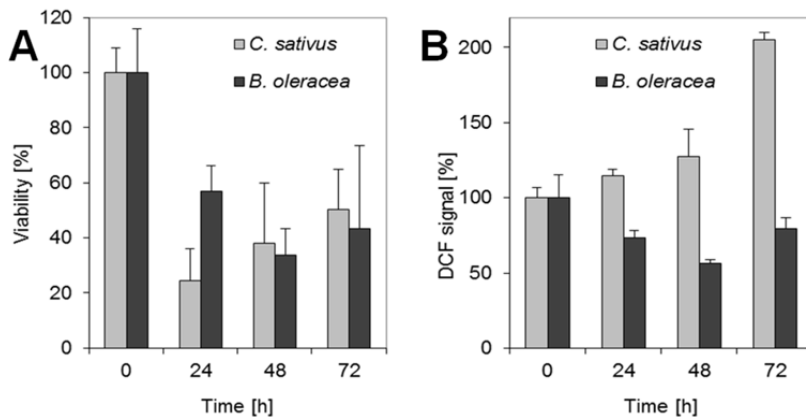 A
Viability [%]
120
100
80
60
40
20
0
C. sativus
B. oleracea
0 24 48 72
Time [h]
B
DCF signal [%]
200
150
100
50
0
C. sativus
B. oleracea
0 24 48 72
Time [h]